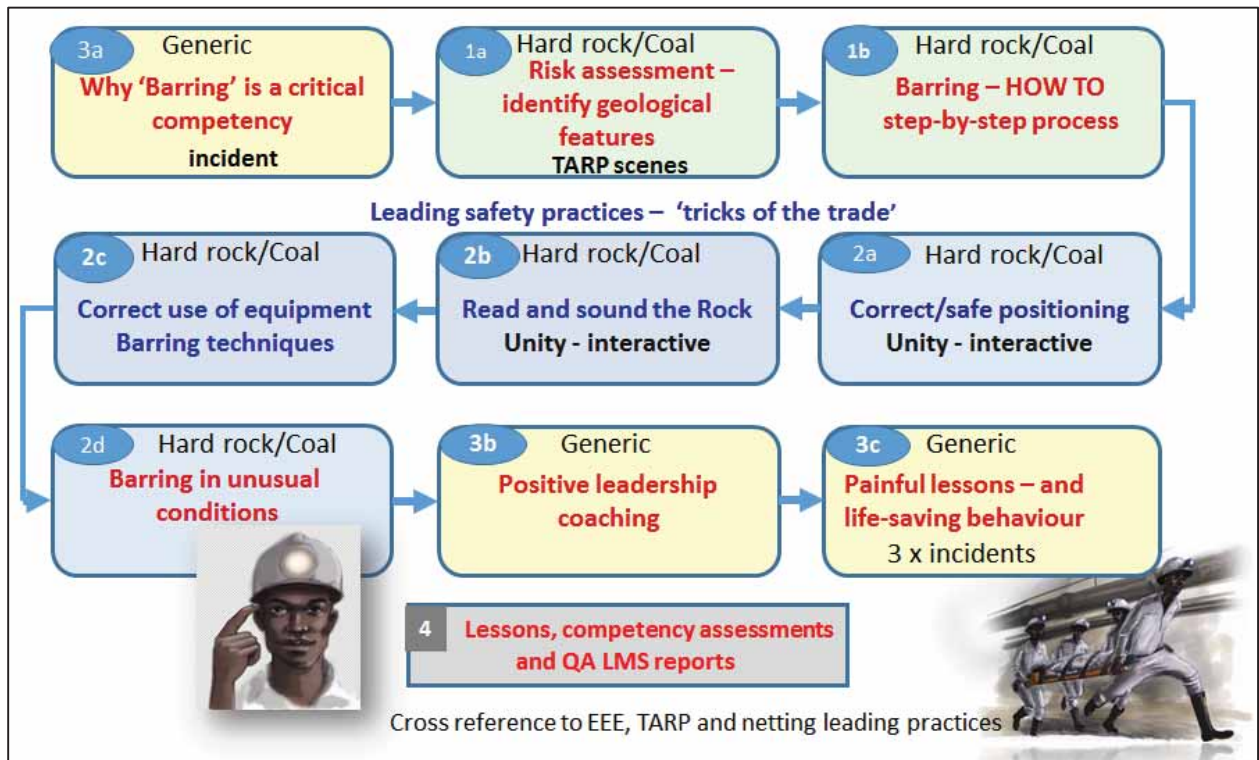 3a Generic
Why ‘Barring’ is a critical
competency
incident
1a Hard rock/Coal
Risk assessment –
identify geological
features
TARP scenes
1b Hard rock/Coal
Barring – HOW TO
step-by-step process
Leading safety practices – ‘tricks of the trade’
2c Hard rock/Coal
Correct use of equipment
Barring techniques
2b Hard rock/Coal
Read and sound the Rock
Unity - interactive
2a Hard rock/Coal
Correct/safe positioning
Unity - interactive
2d Hard rock/Coal
Barring in unusual
conditions
3b Generic
Positive leadership
coaching
3c Generic
Painful lessons – and
life-saving behaviour
3 x incidents
4 Lessons, competency assessments
and QA LMS reports
Cross reference to EEE, TARP and netting leading practices